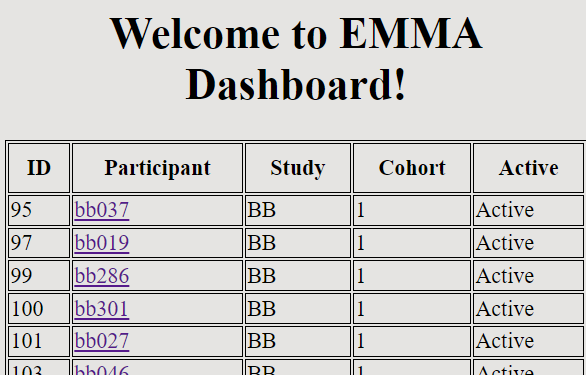 Welcome to EMMA
Dashboard!
ID Participant Study Cohort Active
95 bb037 BB 1 Active
97 bb019 BB 1 Active
99 bb286 BB 1 Active
100 bb301 BB 1 Active
101 bb027 BB 1 Active
103 bb046 BB 1 Active